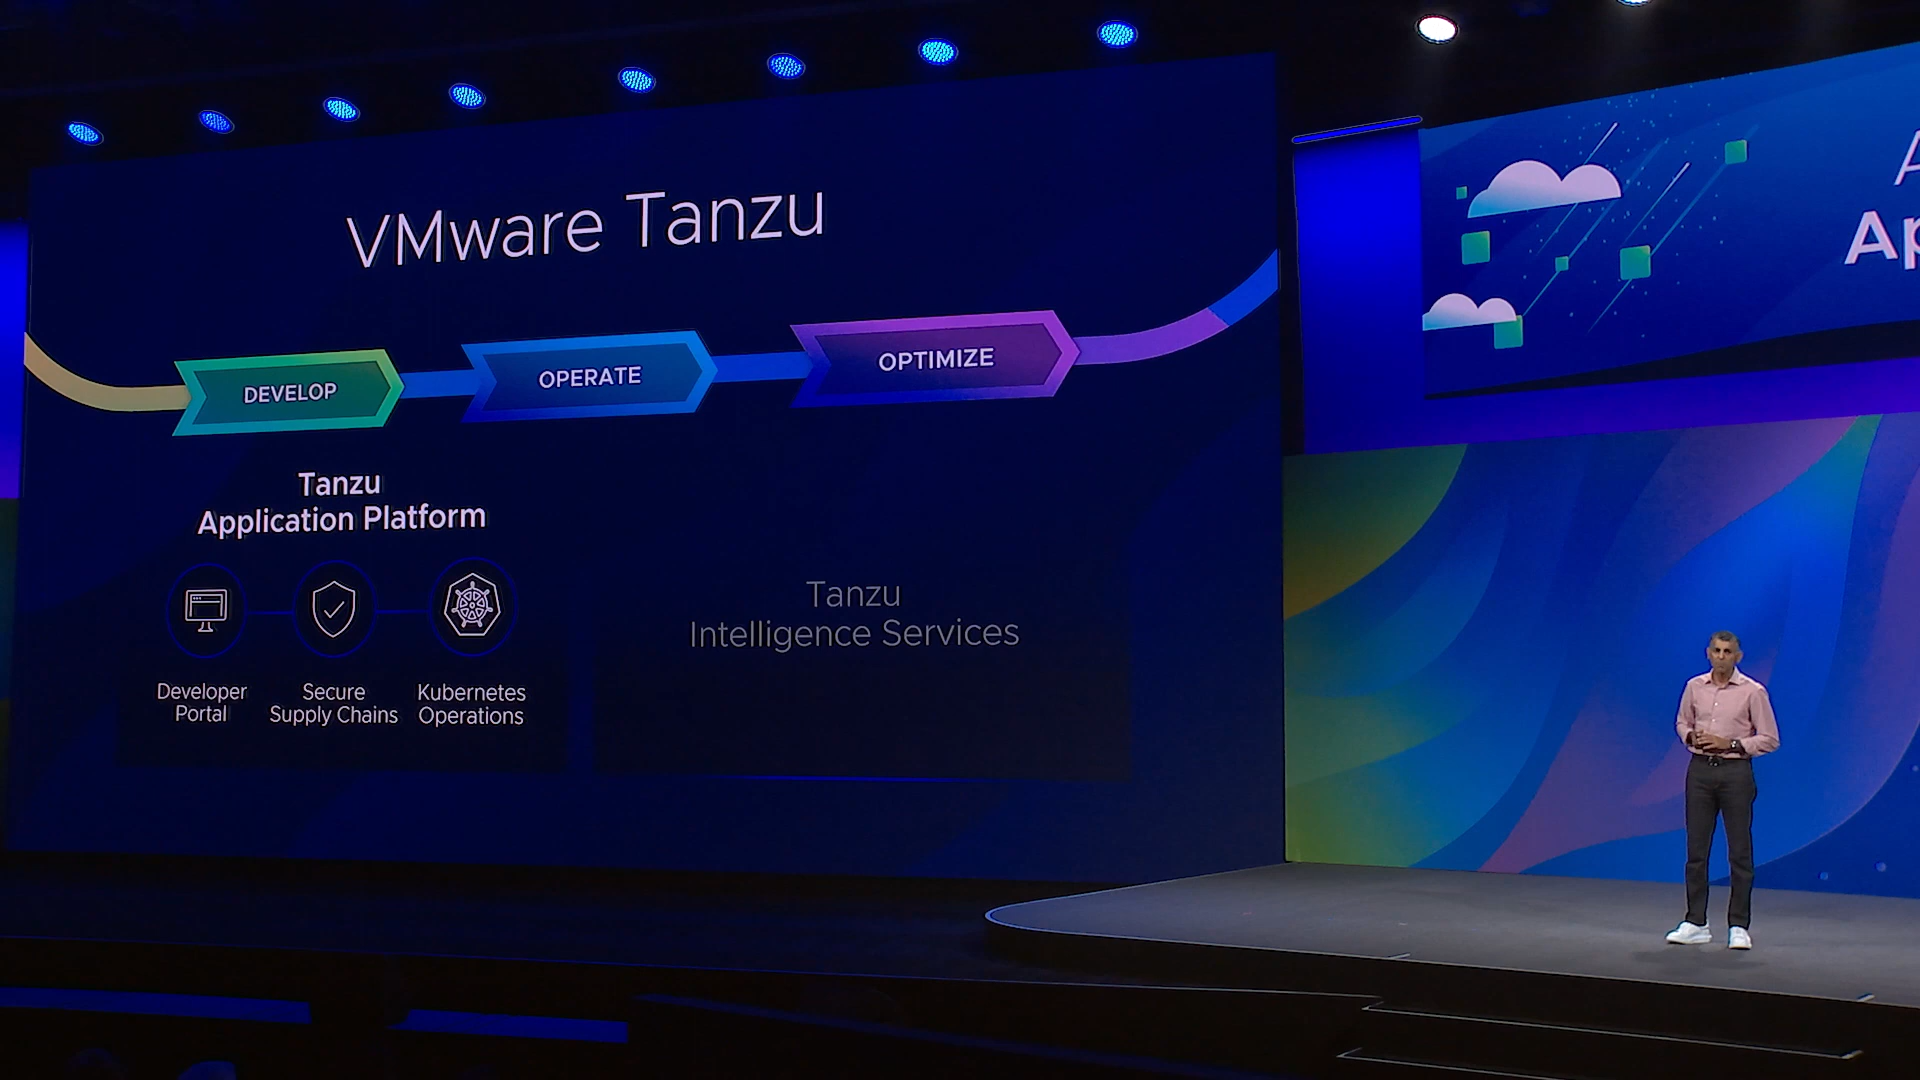 VMware Tanzu
DEVELOP
OPERATE
OPTIMIZE
Tanzu
Application Platform
Developer
Portal
Secure
Supply Chains
Kubernetes
Operations
Tanzu
Intelligence Services